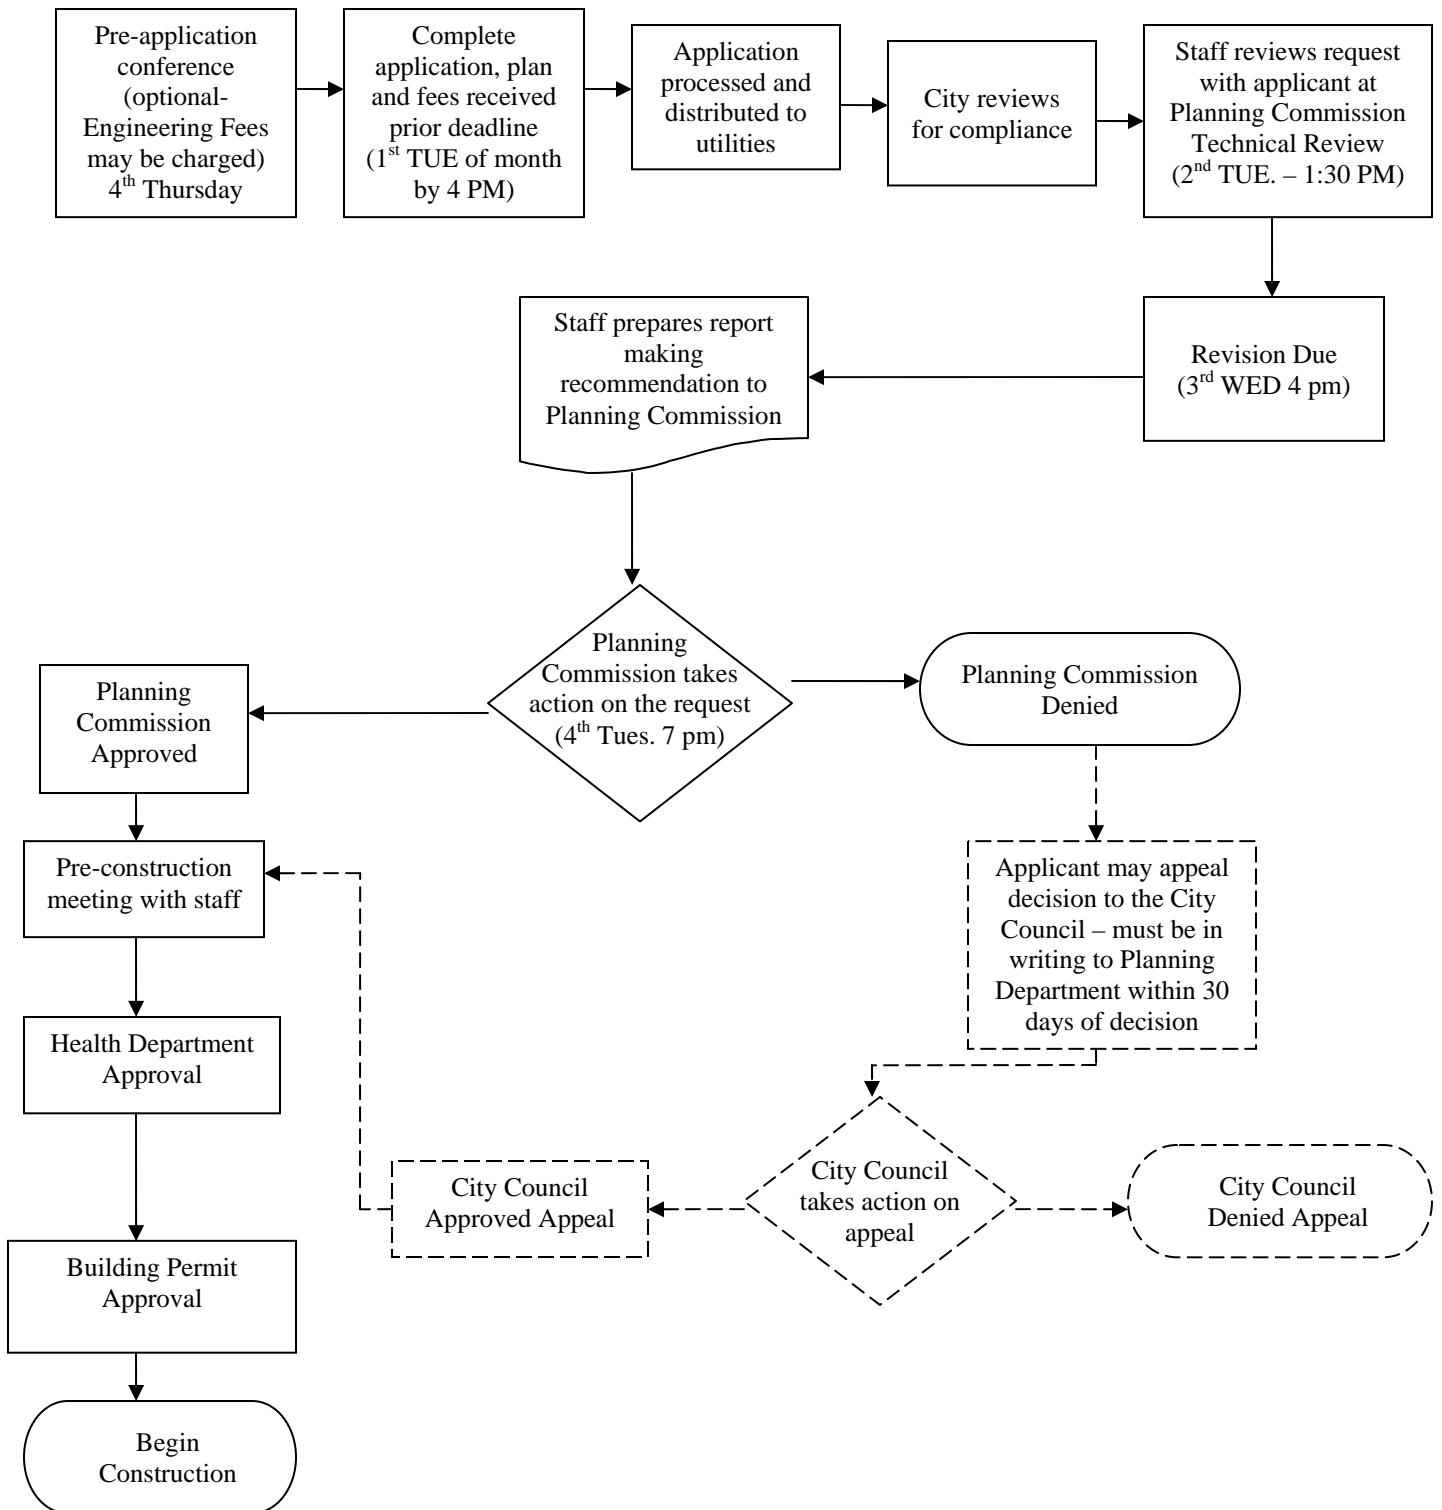 Pre-application
conference
(optional-
Engineering Fees
may be charged)
4th Thursday
Complete
application, plan
and fees received
prior deadline
(1st TUE of month
by 4 PM)
Application
processed and
distributed to
utilities
City reviews
for compliance
Staff reviews request
with applicant at
Planning Commission
Technical Review
(2nd TUE. – 1:30 PM)
Revision Due
(3rd WED 4 pm)
Staff prepares report
making
recommendation to
Planning Commission
Planning
Commission takes
action on the request
(4th Tues. 7 pm)
Planning Commission
Denied
Planning
Commission
Approved
Pre-construction
meeting with staff
Applicant may appeal
decision to the City
Council – must be in
writing to Planning
Department within 30
days of decision
Health Department
Approval
City Council
takes action on
appeal
City Council
Approved Appeal
City Council
Denied Appeal
Building Permit
Approval
Begin
Construction